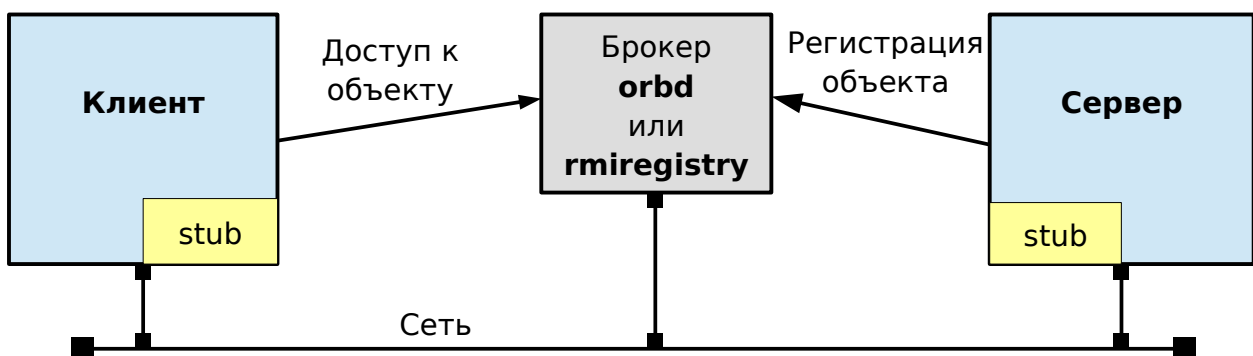 Клиент
stub
Доступ к
объекту
Брокер
orbd
или
rmiregistry
Регистрация
объекта
Сервер
stub
Сеть